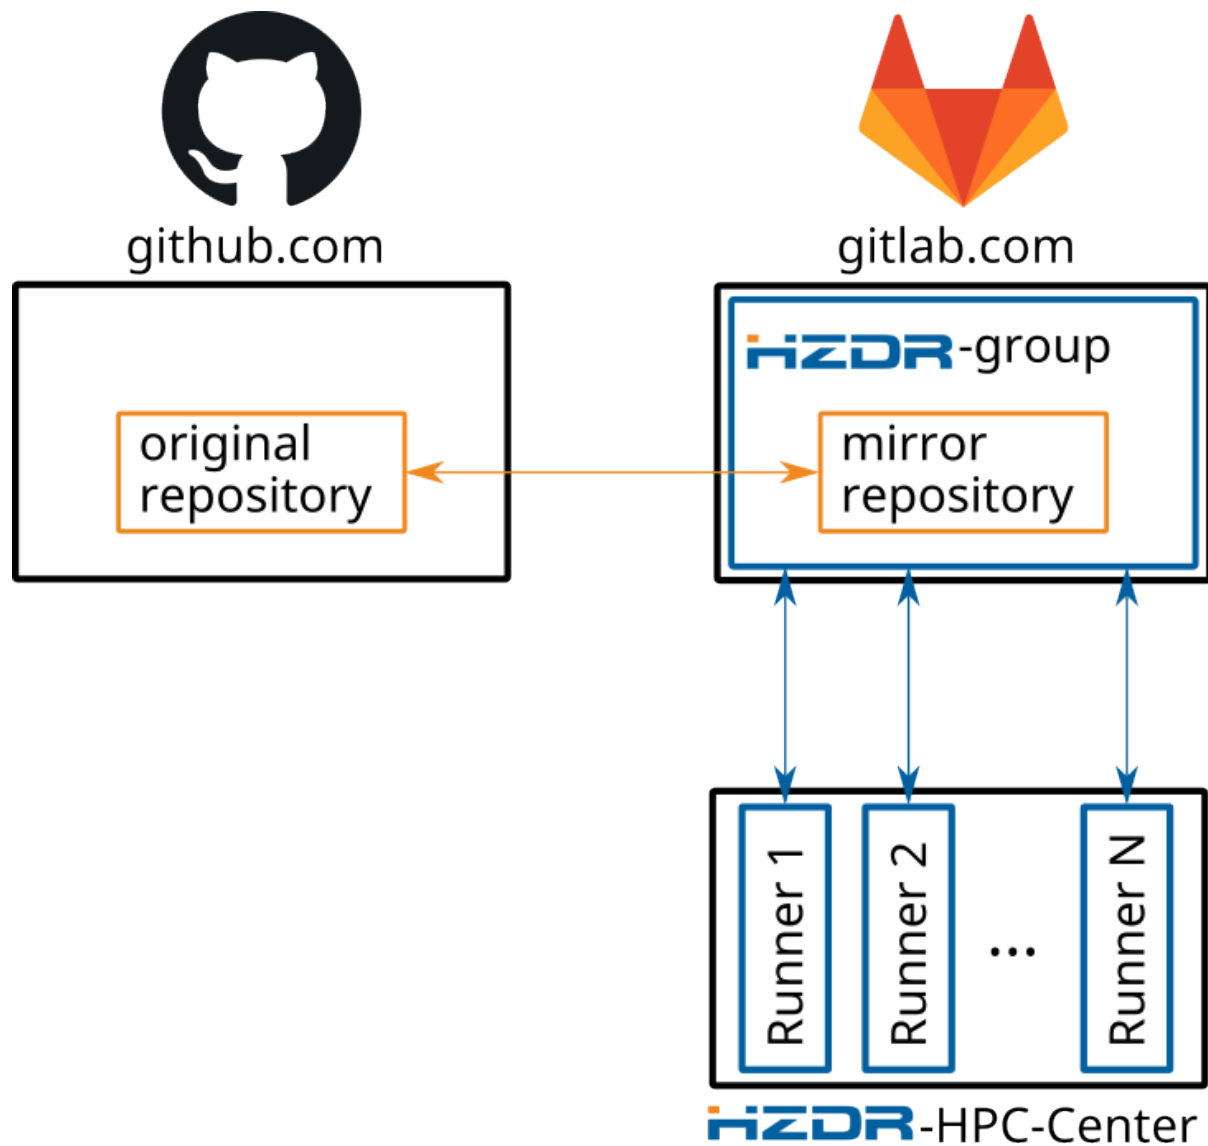 github.com
gitlab.com
HZDR-group
original
repository
mirror
repository
Runner 1
Runner 2
...
Runner N
HZDR-HPC-Center